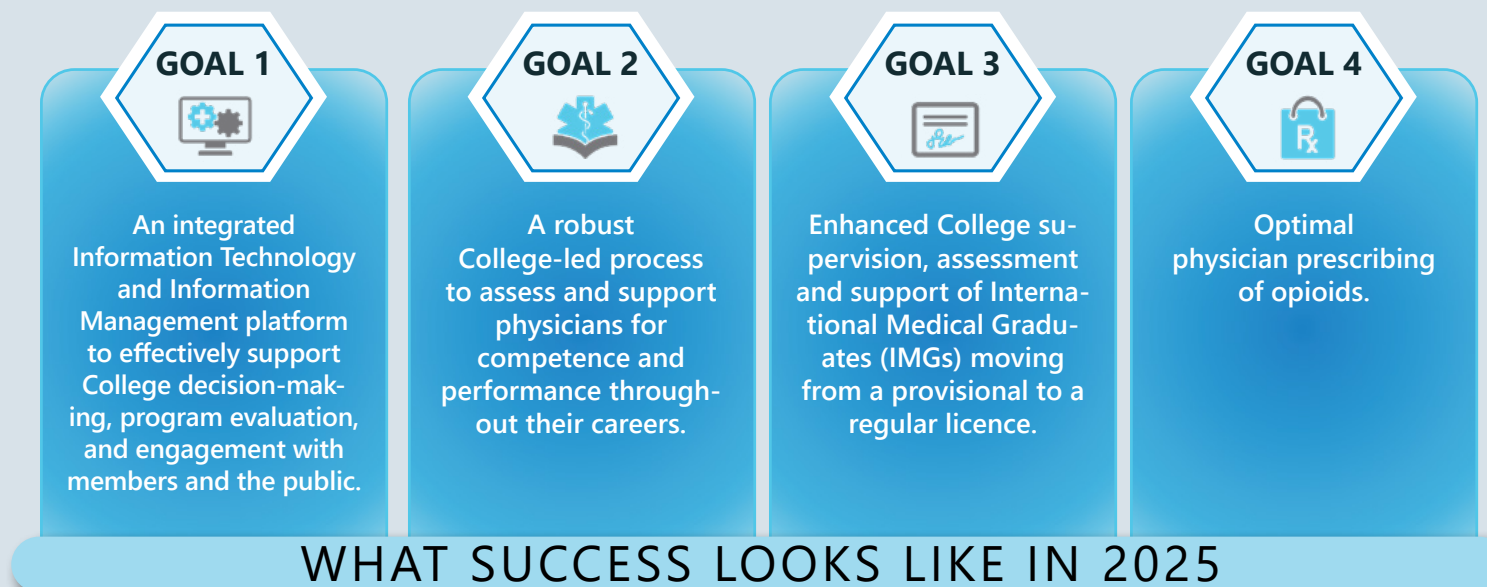 GOAL 1
An integrated
Information Technology
and Information
Management platform
to effectively support
College decision-mak-
ing, program evaluation,
and engagement with
members and the public.
GOAL 2
A robust
College-led process
to assess and support
physicians for
competence and
performance through-
out their careers.
GOAL 3
Enhanced College su-
pervision, assessment
and support of Interna-
tional Medical Gradu-
ates (IMGs) moving
from a provisional to a
regular licence.
GOAL 4
Rx
Optimal
physician prescribing
of opioids.
WHAT SUCCESS LOOKS LIKE IN 2025